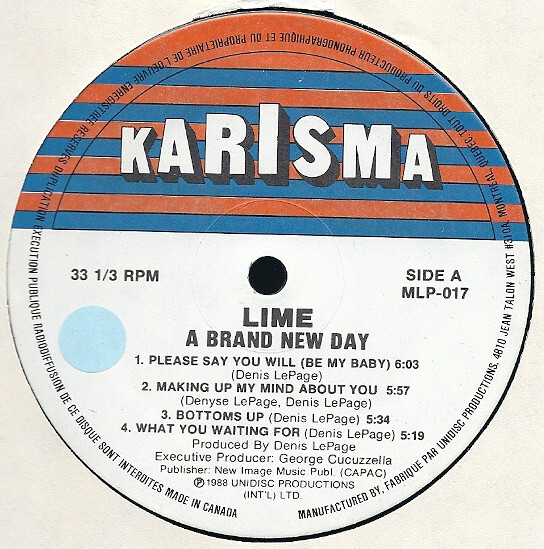 KARISMA
33 1/3 RPM
SIDE A
MLP-017
LIME
A BRAND NEW DAY
1. PLEASE SAY YOU WILL (BE MY BABY) 6:03
(Denis LePage)
2. MAKING UP MY MIND ABOUT YOU 5:57
(Denyse LePage, Denis LePage)
3. BOTTOMS UP (Denis LePage) 5:34
4. WHAT YOU WAITING FOR (Denis LePage) 5:19
Produced By Denis LePage
Executive Producer: George Cucuzzella
Publisher: New Image Music Publ. (CAPAC)
Ⓟ1988 UNIDISC PRODUCTIONS
(INT'L) LTD.
MANUFACTURED BY, FABRIQUE PAR UNIDISC PRODUCTIONS, 4810 JEAN TALON WEST #310A, MONTREAL, QUEBEC TOUT DROITS DU PRODUCTEUR PHONOGRAPHIQUE ET DU PROPRIETAIRE DE L'OEUVRE ENREGISTREE RESERVES DUPLICATION EXECUTION PUBLIQUE RADIODIFFUSION DE CE DISQUE SONT INTERDITES MADE IN CANADA